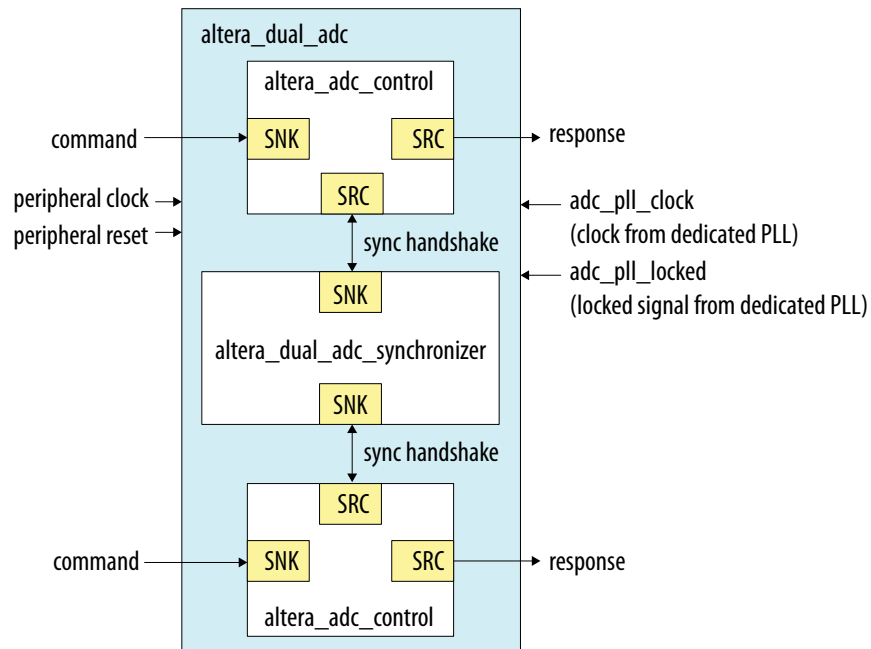 altera_dual_adc
altera_adc_control
command
SNK
SRC
response
SRC
peripheral clock
peripheral reset
adc_pll_clock
(clock from dedicated PLL)
sync handshake
adc_pll_locked
(locked signal from dedicated PLL)
SNK
altera_dual_adc_synchronizer
SNK
sync handshake
SRC
command
SNK
SRC
response
altera_adc_control